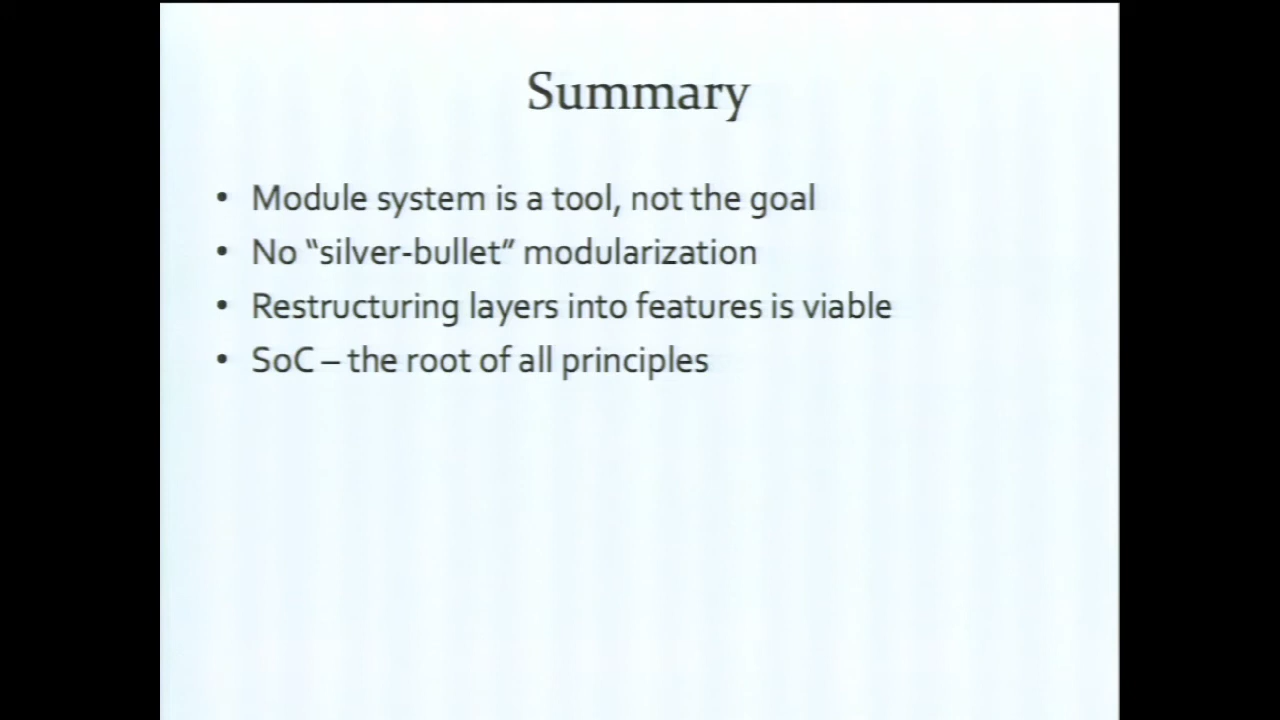 Summary
• Module system is a tool, not the goal
• No “silver-bullet” modularization
• Restructuring layers into features is viable
• SoC – the root of all principles